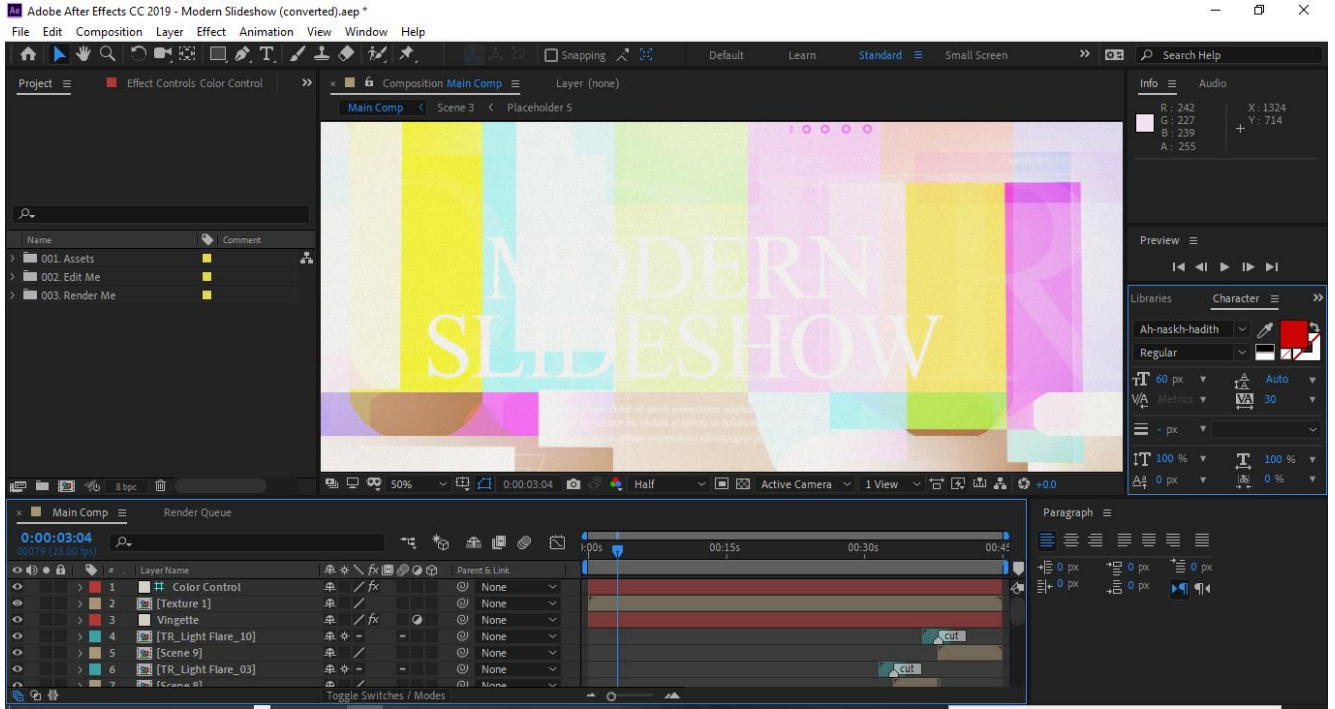 Ae Adobe After Effects CC 2019 - Modern Slideshow (converted).aep *
File Edit Composition Layer Effect Animation View Window Help
Snapping Default Learn Standard Small Screen Search Help
Project Effect Controls Color Control
Composition Main Comp Layer (none)
Main Comp Scene 3 Placeholder 5
Info Audio
R : 242 X : 1324
G : 227 Y : 714
B : 239
A : 255
MODERN
SLIDESHOW
Name Comment
001. Assets
002. Edit Me
003. Render Me
Preview
Libraries Character
Ah-naskh-hadith
Regular
60 px Auto
Metrics 30
- px
100 % 100 %
0 px 0 %
8 bpc
50% 0:00:03:04 Half Active Camera 1 View +0.0
Main Comp Render Queue
0:00:03:04
00079 (25.00 fps)
):00s 00:15s 00:30s 00:45
# Layer Name Parent & Link
1 Color Control None
2 [Texture 1] None
3 Vingette None
4 [TR_Light Flare_10] None cut
5 [Scene 9] None
6 [TR_Light Flare_03] None cut
7 [Scene 8] None
Toggle Switches / Modes
Paragraph
0 px 0 px 0 px
0 px 0 px